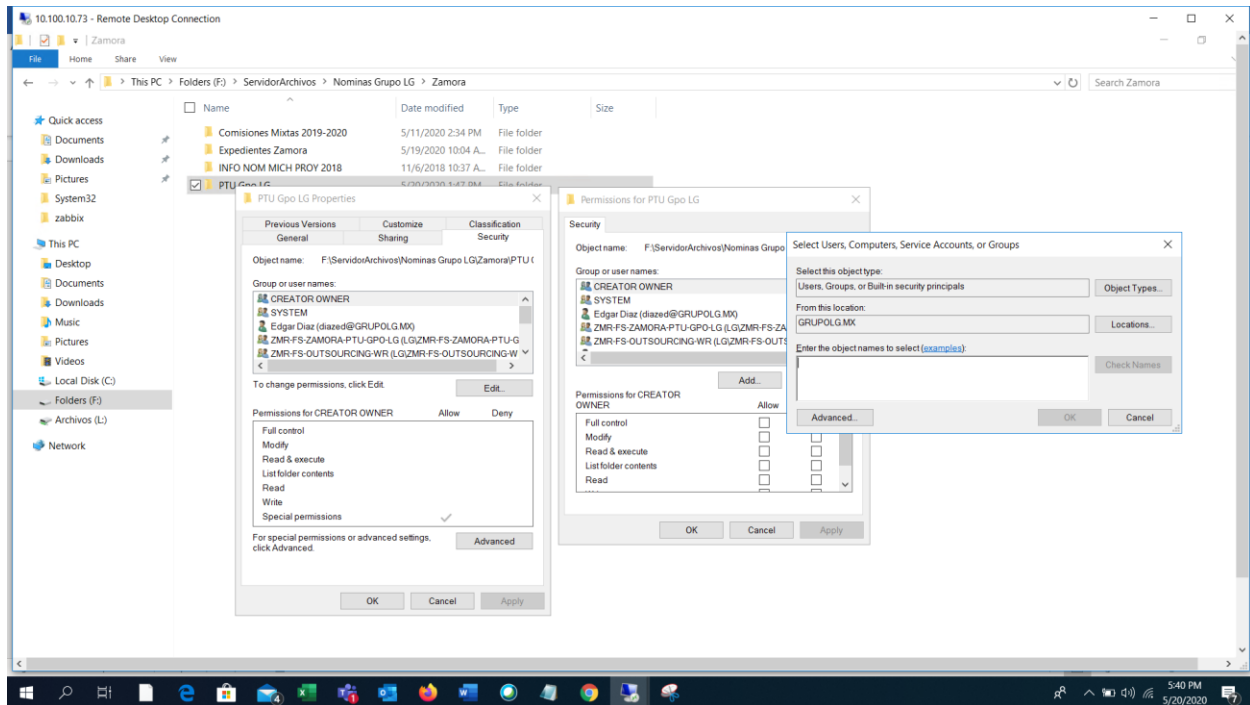 10.100.10.73 - Remote Desktop Connection
Zamora
File Home Share View
This PC > Folders (F:) > ServidorArchivos > Nominas Grupo LG > Zamora
Search Zamora
Name Date modified Type Size
Quick access
Documents
Downloads
Pictures
System32
zabbix
This PC
Desktop
Documents
Downloads
Music
Pictures
Videos
Local Disk (C:)
Folders (F:)
Archivos (L:)
Network
Comisiones Mixtas 2019-2020 5/11/2020 2:34 PM File folder
Expedientes Zamora 5/19/2020 10:04 A... File folder
INFO NOM MICH PROY 2018 11/6/2018 10:37 A... File folder
PTU Gpo LG 5/20/2020 1:47 PM File folder
PTU Gpo LG Properties
Previous Versions Customize Classification
General Sharing Security
Object name: F:\ServidorArchivos\Nominas Grupo LG\Zamora\PTU (
Group or user names:
CREATOR OWNER
SYSTEM
Edgar Diaz (diazed@GRUPOLG.MX)
ZMR-FS-ZAMORA-PTU-GPO-LG (LG\ZMR-FS-ZAMORA-PTU-G
ZMR-FS-OUTSOURCING-WR (LG\ZMR-FS-OUTSOURCING-W
To change permissions, click Edit.
Edit...
Permissions for CREATOR OWNER Allow Deny
Full control
Modify
Read & execute
List folder contents
Read
Write
Special permissions
For special permissions or advanced settings,
click Advanced.
Advanced
OK Cancel Apply
Permissions for PTU Gpo LG
Security
Object name: F:\ServidorArchivos\Nominas Grupo
Group or user names:
CREATOR OWNER
SYSTEM
Edgar Diaz (diazed@GRUPOLG.MX)
ZMR-FS-ZAMORA-PTU-GPO-LG (LG\ZMR-FS-ZA
ZMR-FS-OUTSOURCING-WR (LG\ZMR-FS-OUTS
Add...
Permissions for CREATOR
OWNER Allow
Full control
Modify
Read & execute
List folder contents
Read
OK Cancel Apply
Select Users, Computers, Service Accounts, or Groups
Select this object type:
Users, Groups, or Built-in security principals
Object Types...
From this location:
GRUPOLG.MX
Locations...
Enter the object names to select (examples):
Check Names
Advanced...
OK Cancel
5:40 PM
5/20/2020